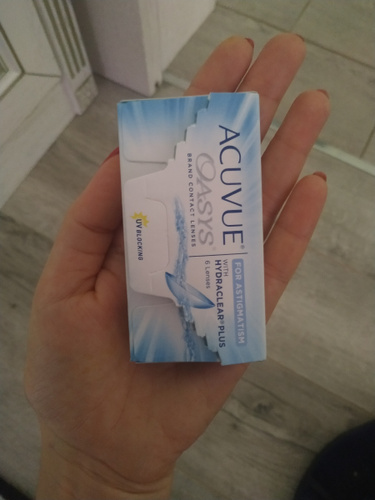 ACUVUE®
OASYS®
BRAND CONTACT LENSES
FOR ASTIGMATISM
WITH
HYDRACLEAR® PLUS
6 Lenses
UV BLOCKING